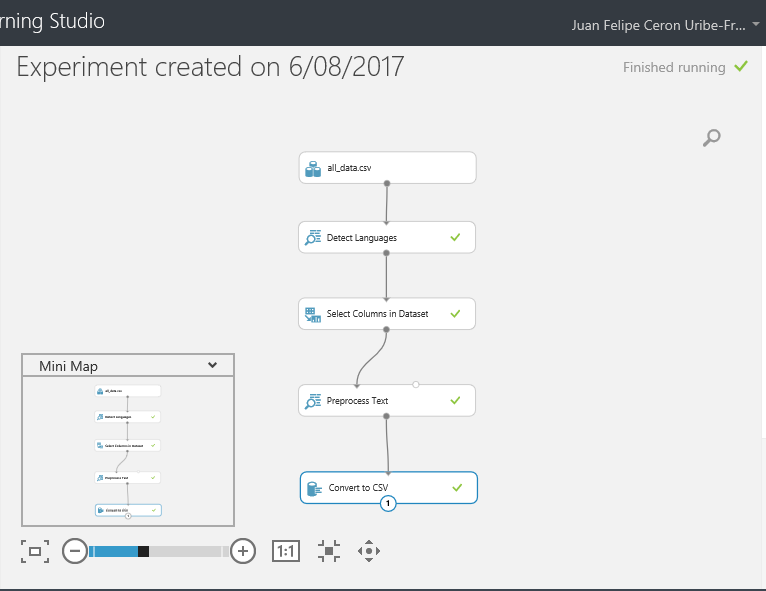 rning Studio
Juan Felipe Ceron Uribe-Fr...
Experiment created on 6/08/2017
Finished running
all_data.csv
Detect Languages
Select Columns in Dataset
Preprocess Text
Convert to CSV
1
Mini Map
all_data.csv
Detect Languages
Select Columns in Dataset
Preprocess Text
Convert to CSV
1:1